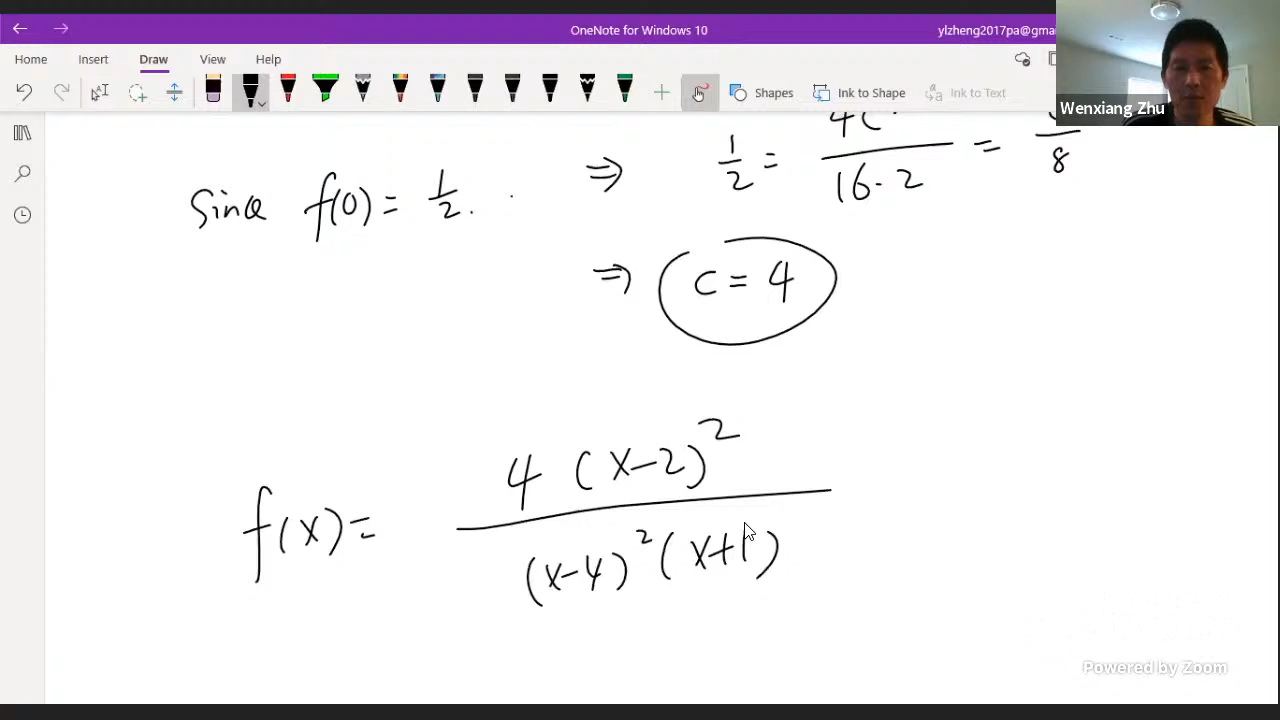 OneNote for Windows 10
ylzheng2017pa@gma
Home Insert Draw View Help
Shapes Ink to Shape Ink to Text
Wenxiang Zhu
Since f(0) = 1/2. ⇒ 1/2 = 4c/(16·2) = /8
⇒ c = 4
f(x) = 4 (x-2)^2 / (x-4)^2 (x+1)
Powered by Zoom